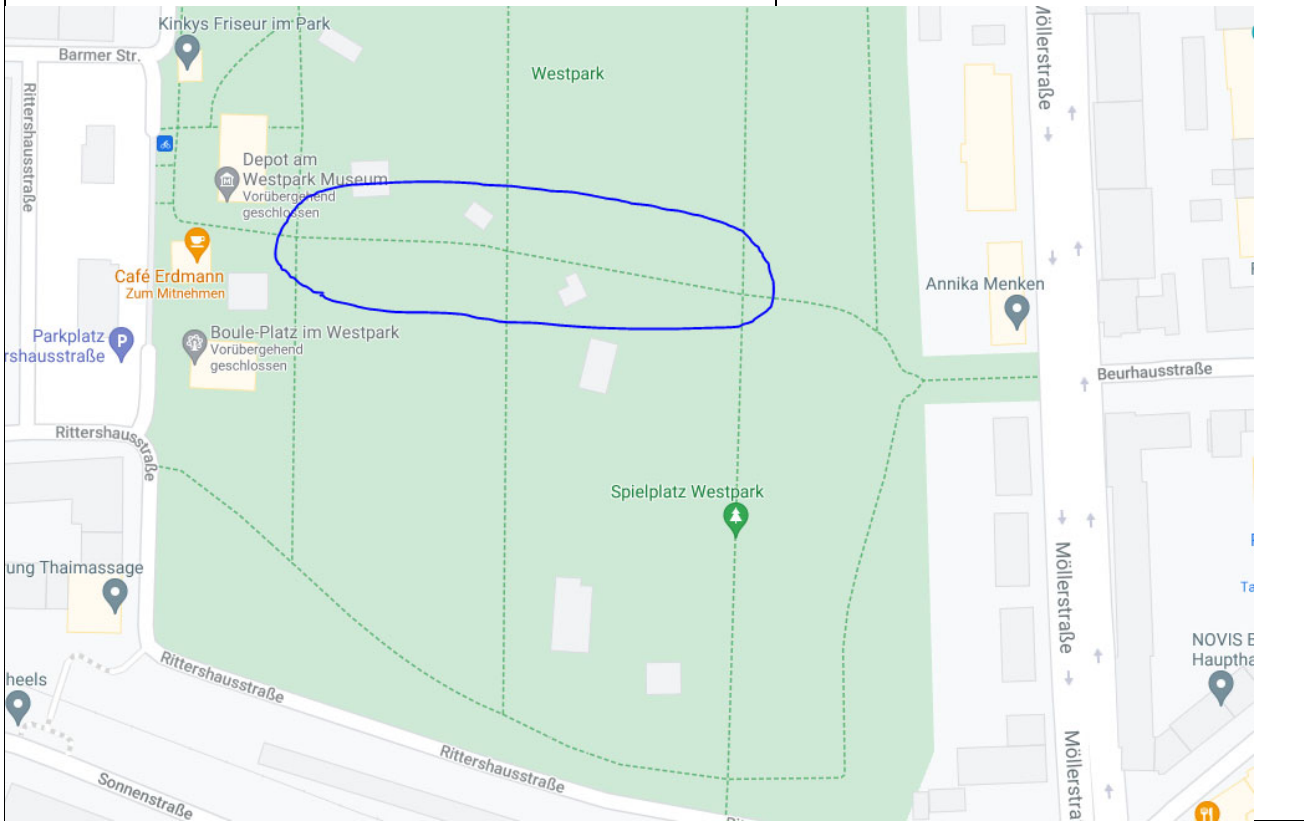 Kinkys Friseur im Park
Barmer Str.
Möllerstraße
Westpark
Rittershausstraße
Depot am
Westpark Museum
Vorübergehend
geschlossen
Café Erdmann
Zum Mitnehmen
Annika Menken
Parkplatz
rshausstraße
P
Boule-Platz im Westpark
Vorübergehend
geschlossen
Beurhausstraße
Rittershausstraße
Spielplatz Westpark
ung Thaimassage
Möllerstraße
Ta
NOVIS E
Hauptha
Rittershausstraße
heels
Rittershausstraße
Möllerstra
Sonnenstraße